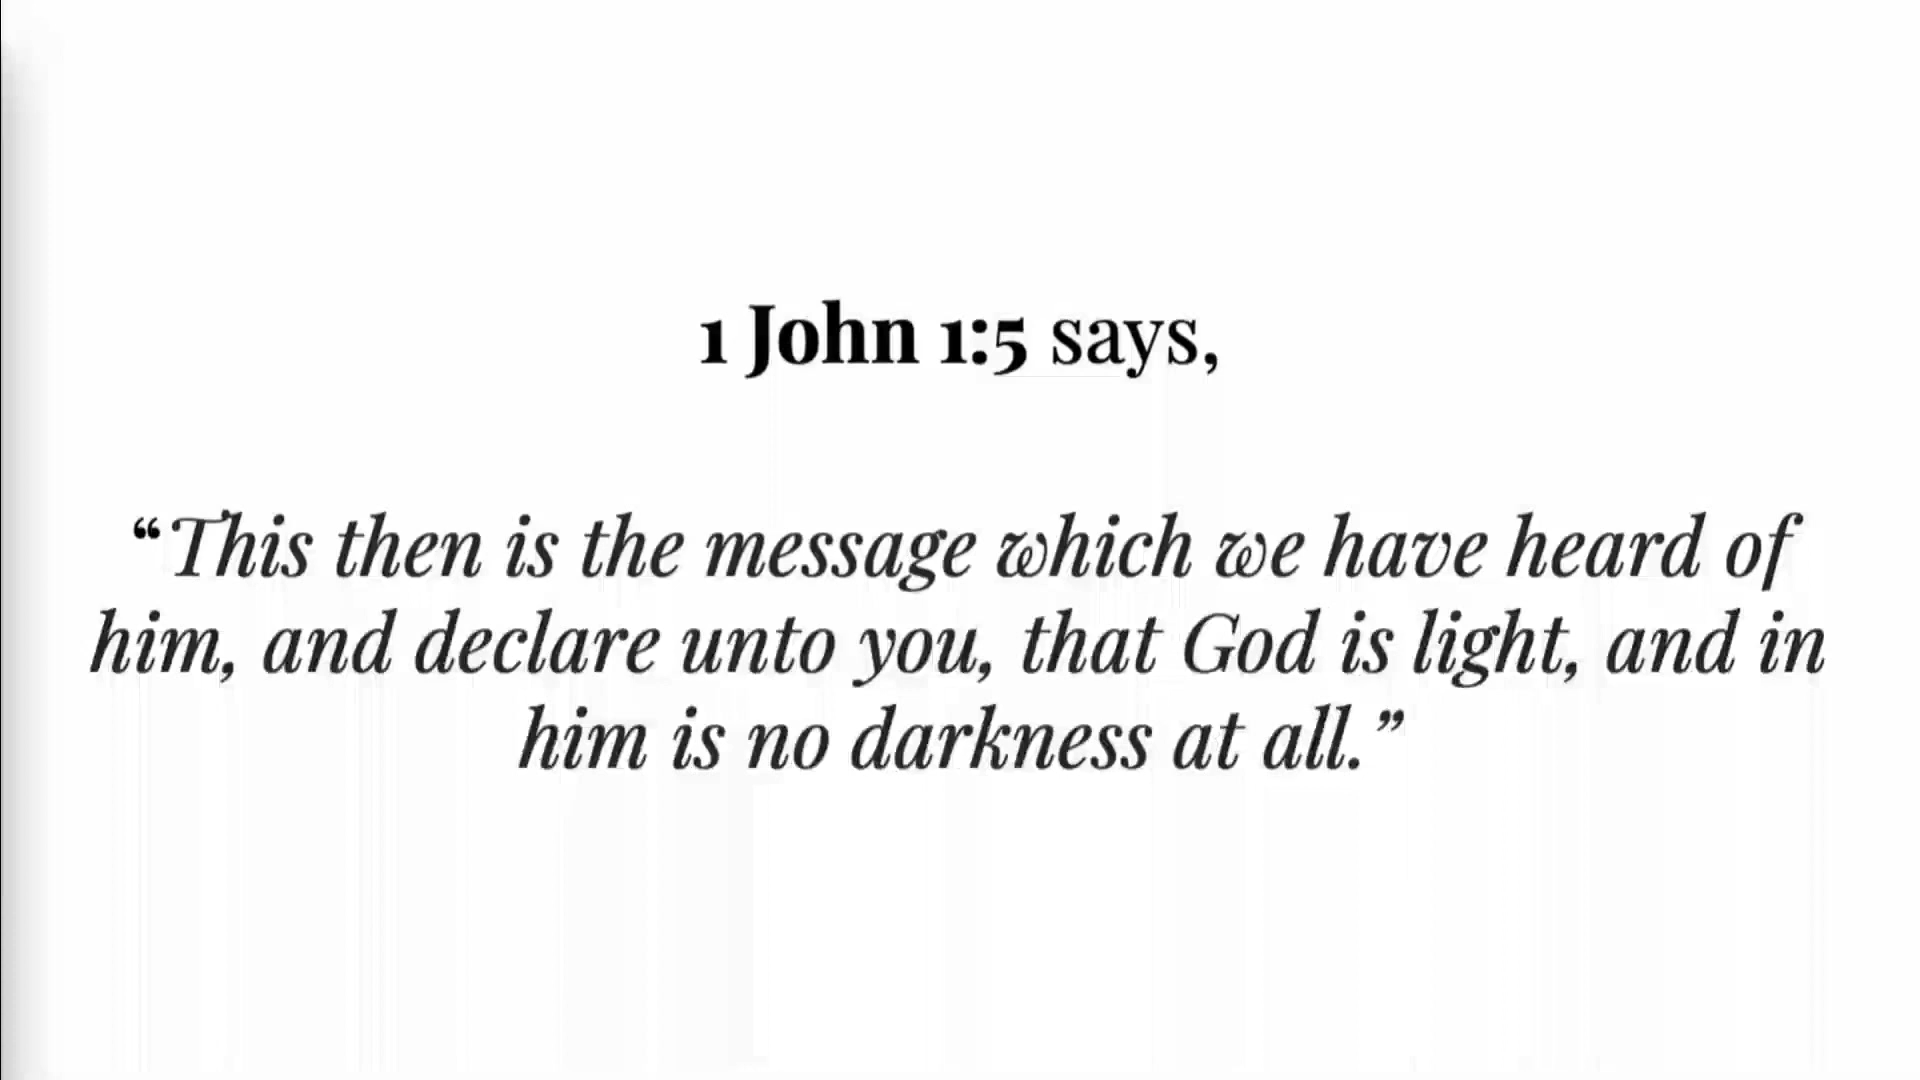 1 John 1:5 says,
“This then is the message which we have heard of
him, and declare unto you, that God is light, and in
him is no darkness at all.”